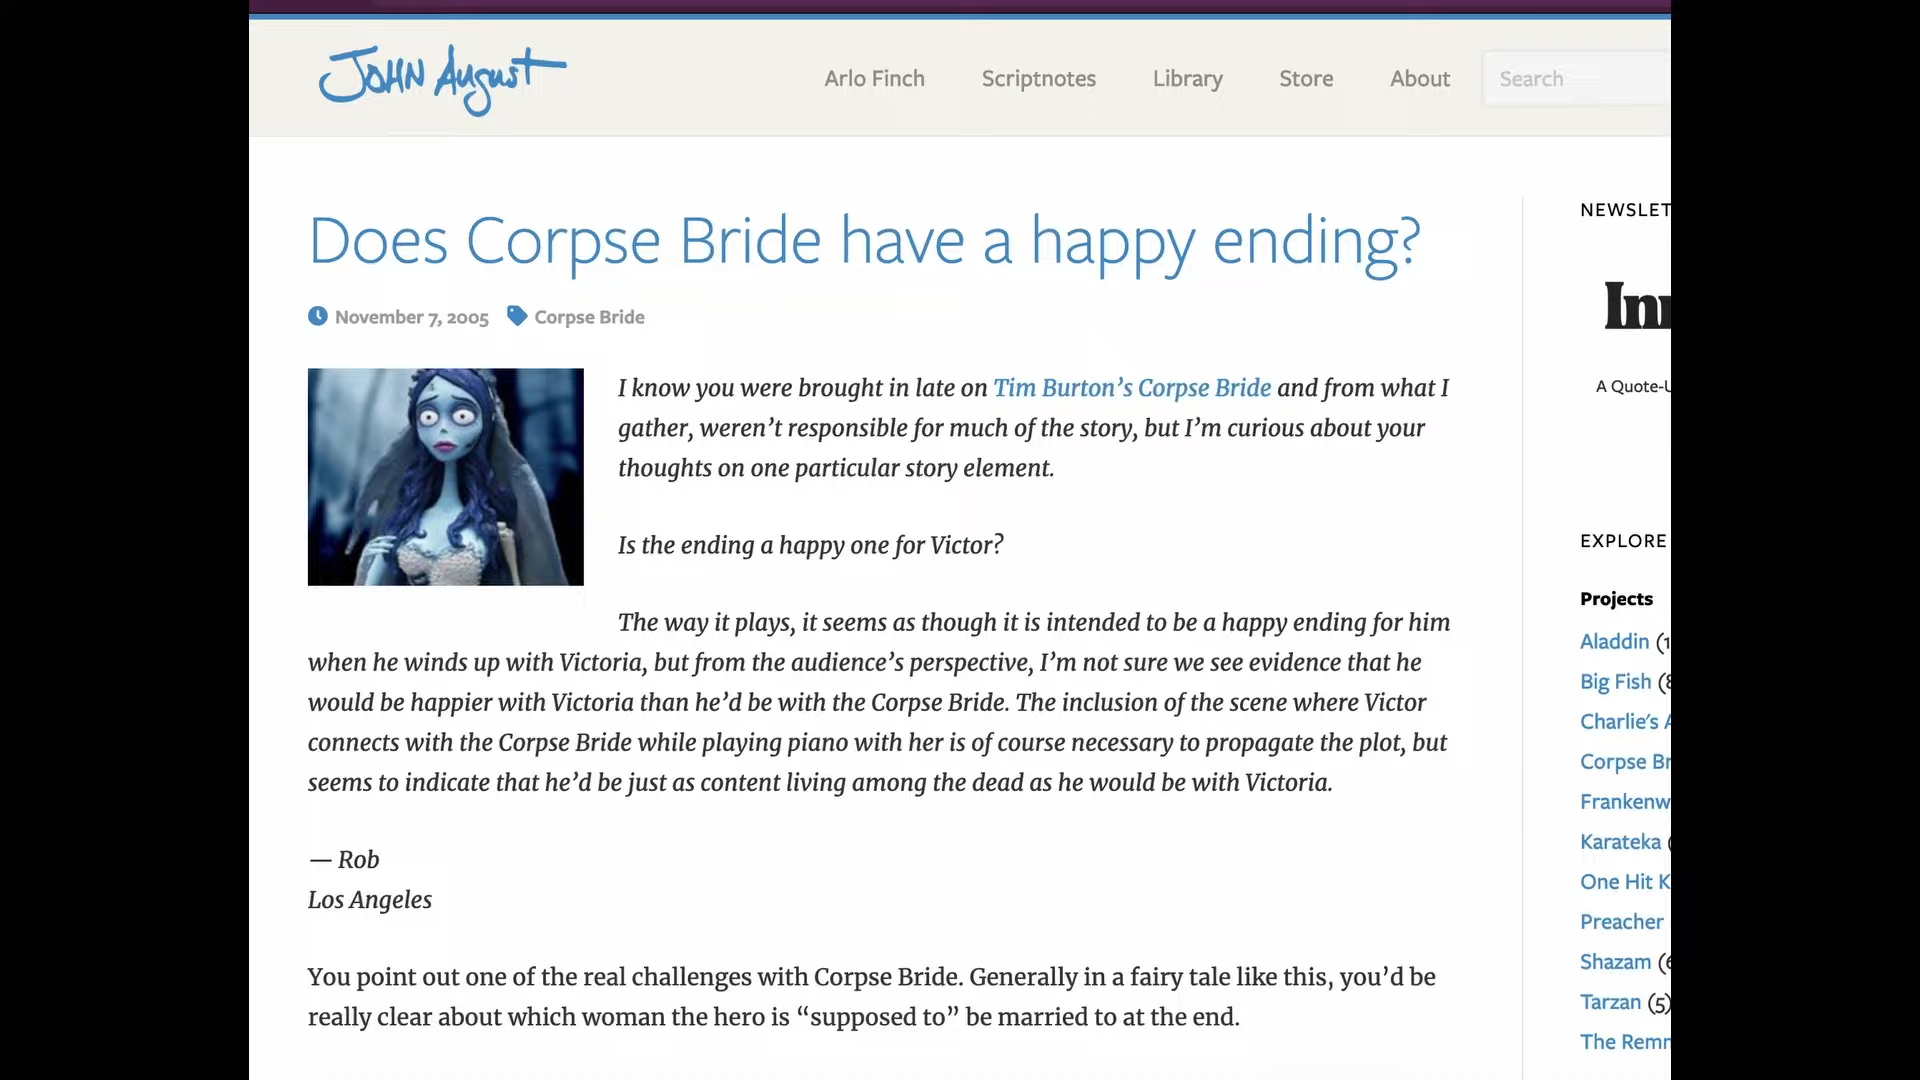 JOHN August
Arlo Finch
Scriptnotes
Library
Store
About
Search
Does Corpse Bride have a happy ending?
November 7, 2005
Corpse Bride
I know you were brought in late on Tim Burton’s Corpse Bride and from what I
gather, weren’t responsible for much of the story, but I’m curious about your
thoughts on one particular story element.
Is the ending a happy one for Victor?
The way it plays, it seems as though it is intended to be a happy ending for him
when he winds up with Victoria, but from the audience’s perspective, I’m not sure we see evidence that he
would be happier with Victoria than he’d be with the Corpse Bride. The inclusion of the scene where Victor
connects with the Corpse Bride while playing piano with her is of course necessary to propagate the plot, but
seems to indicate that he’d be just as content living among the dead as he would be with Victoria.
— Rob
Los Angeles
You point out one of the real challenges with Corpse Bride. Generally in a fairy tale like this, you’d be
really clear about which woman the hero is “supposed to” be married to at the end.
NEWSLET
A Quote-
EXPLORE
Projects
Aladdin
Big Fish
Charlie’s
Corpse
Frankenw
Karateka
One Hit
Preacher
Shazam
Tarzan (5)
The